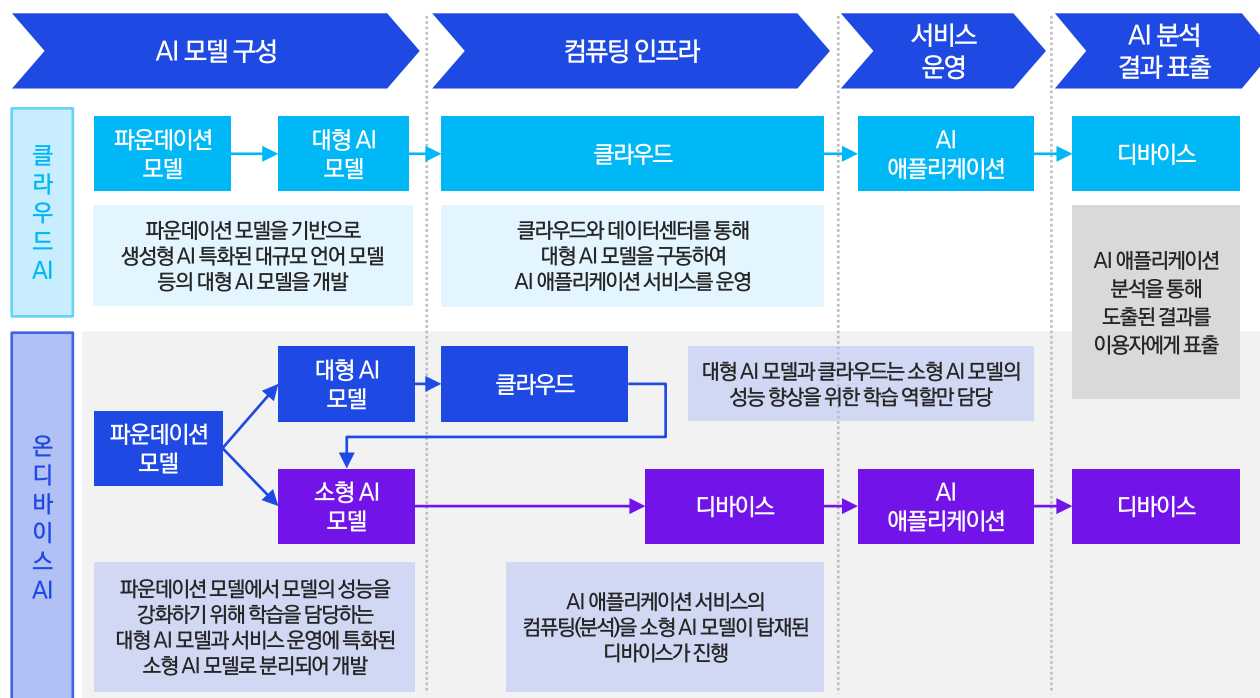 AI 모델 구성
컴퓨팅 인프라
서비스
운영
AI 분석
결과 표출
클라우드 AI
파운데이션
모델
대형 AI
모델
클라우드
AI
애플리케이션
디바이스
파운데이션 모델을 기반으로
생성형 AI 특화된 대규모 언어 모델
등의 대형 AI 모델을 개발
클라우드와 데이터센터를 통해
대형 AI 모델을 구동하여
AI 애플리케이션 서비스를 운영
AI 애플리케이션
분석을 통해
도출된 결과를
이용자에게 표출
온디바이스 AI
파운데이션
모델
대형 AI
모델
클라우드
대형 AI 모델과 클라우드는 소형 AI 모델의
성능 향상을 위한 학습 역할만 담당
소형 AI
모델
디바이스
AI
애플리케이션
디바이스
파운데이션 모델에서 모델의 성능을
강화하기 위해 학습을 담당하는
대형 AI 모델과 서비스 운영에 특화된
소형 AI 모델로 분리되어 개발
AI 애플리케이션 서비스의
컴퓨팅(분석)을 소형 AI 모델이 탑재된
디바이스가 진행